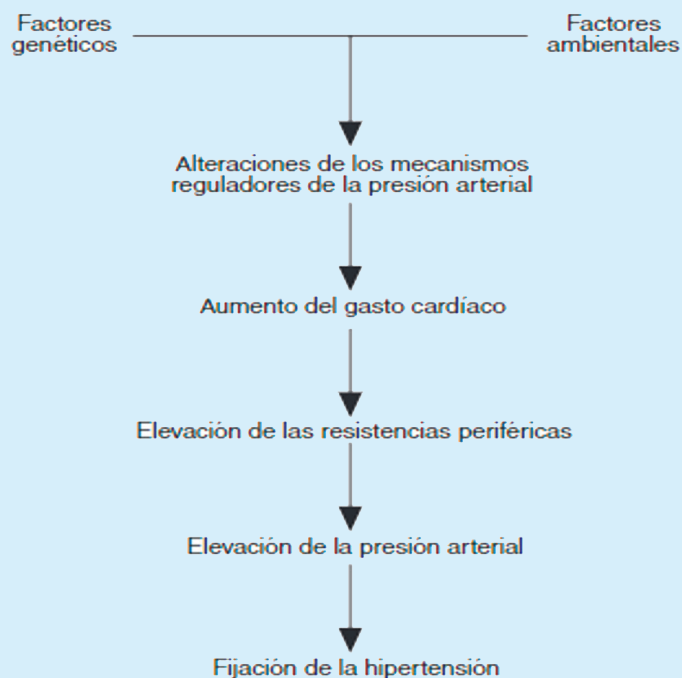 Factores
genéticos
Factores
ambientales
Alteraciones de los mecanismos
reguladores de la presión arterial
Aumento del gasto cardíaco
Elevación de las resistencias periféricas
Elevación de la presión arterial
Fijación de la hipertensión